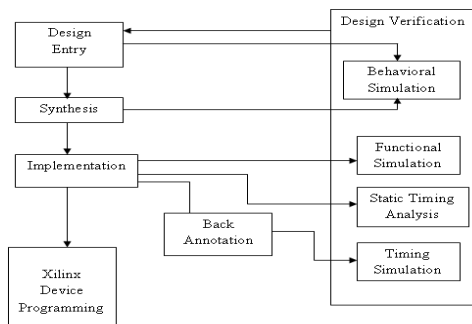 Design Verification
Design
Entry
Behavioral
Simulation
Synthesis
Implementation
Functional
Simulation
Static Timing
Analysis
Back
Annotation
Timing
Simulation
Xilinx
Device
Programming